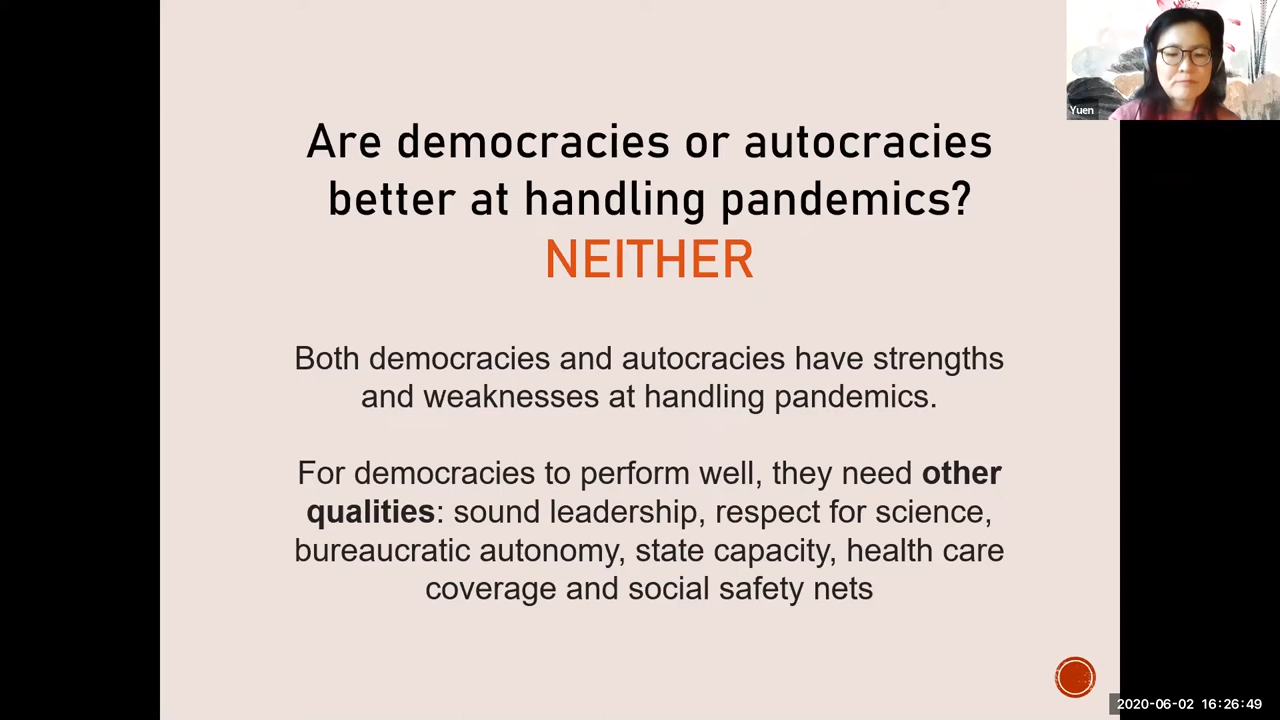 Are democracies or autocracies
better at handling pandemics?
NEITHER
Both democracies and autocracies have strengths
and weaknesses at handling pandemics.
For democracies to perform well, they need other
qualities: sound leadership, respect for science,
bureaucratic autonomy, state capacity, health care
coverage and social safety nets
Yuen
2020-06-02 16:26:49